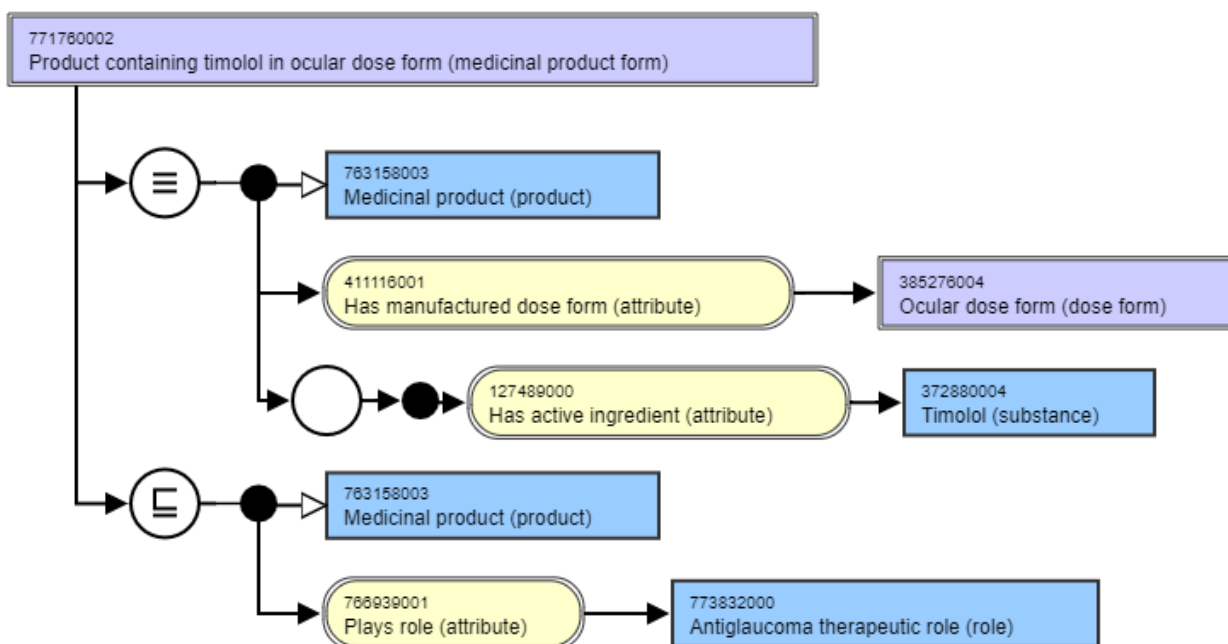 771760002
Product containing timolol in ocular dose form (medicinal product form)
≡
763158003
Medicinal product (product)
411116001
Has manufactured dose form (attribute)
385276004
Ocular dose form (dose form)
127489000
Has active ingredient (attribute)
372880004
Timolol (substance)
⊑
763158003
Medicinal product (product)
766939001
Plays role (attribute)
773832000
Antiglaucoma therapeutic role (role)